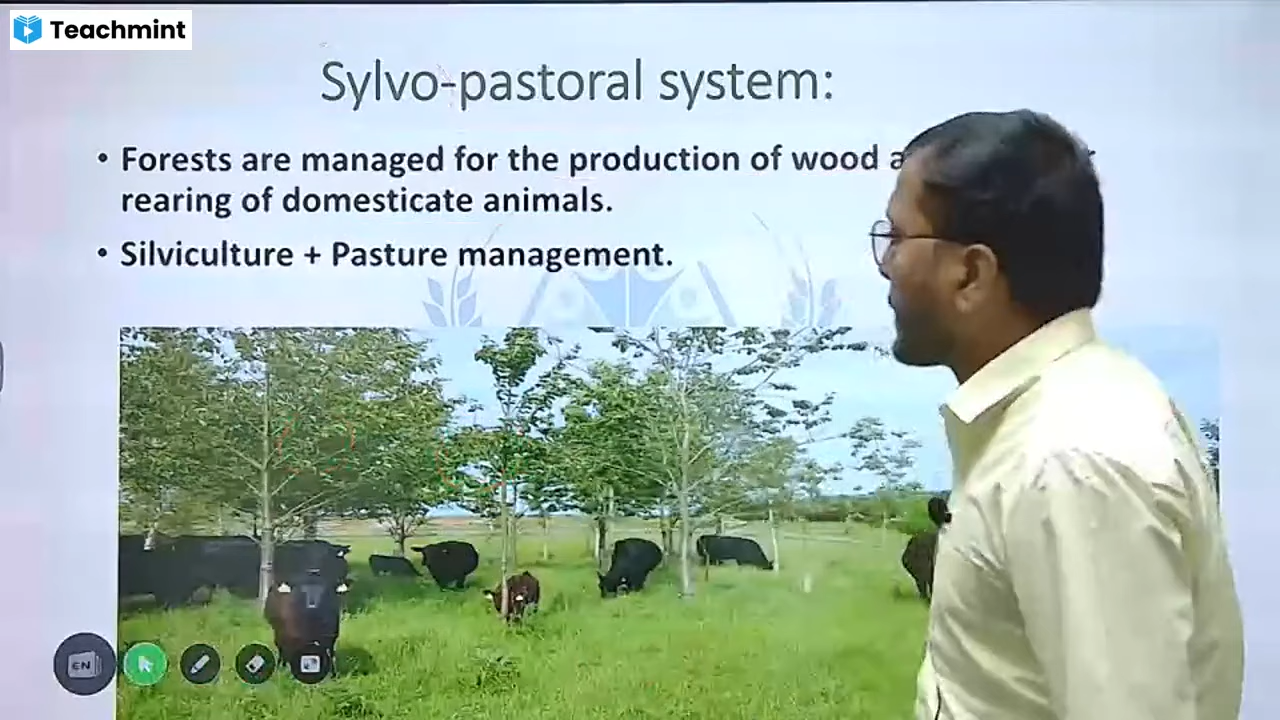 Teachmint
Sylvo-pastoral system:
• Forests are managed for the production of wood
rearing of domesticate animals.
• Silviculture + Pasture management.
EN